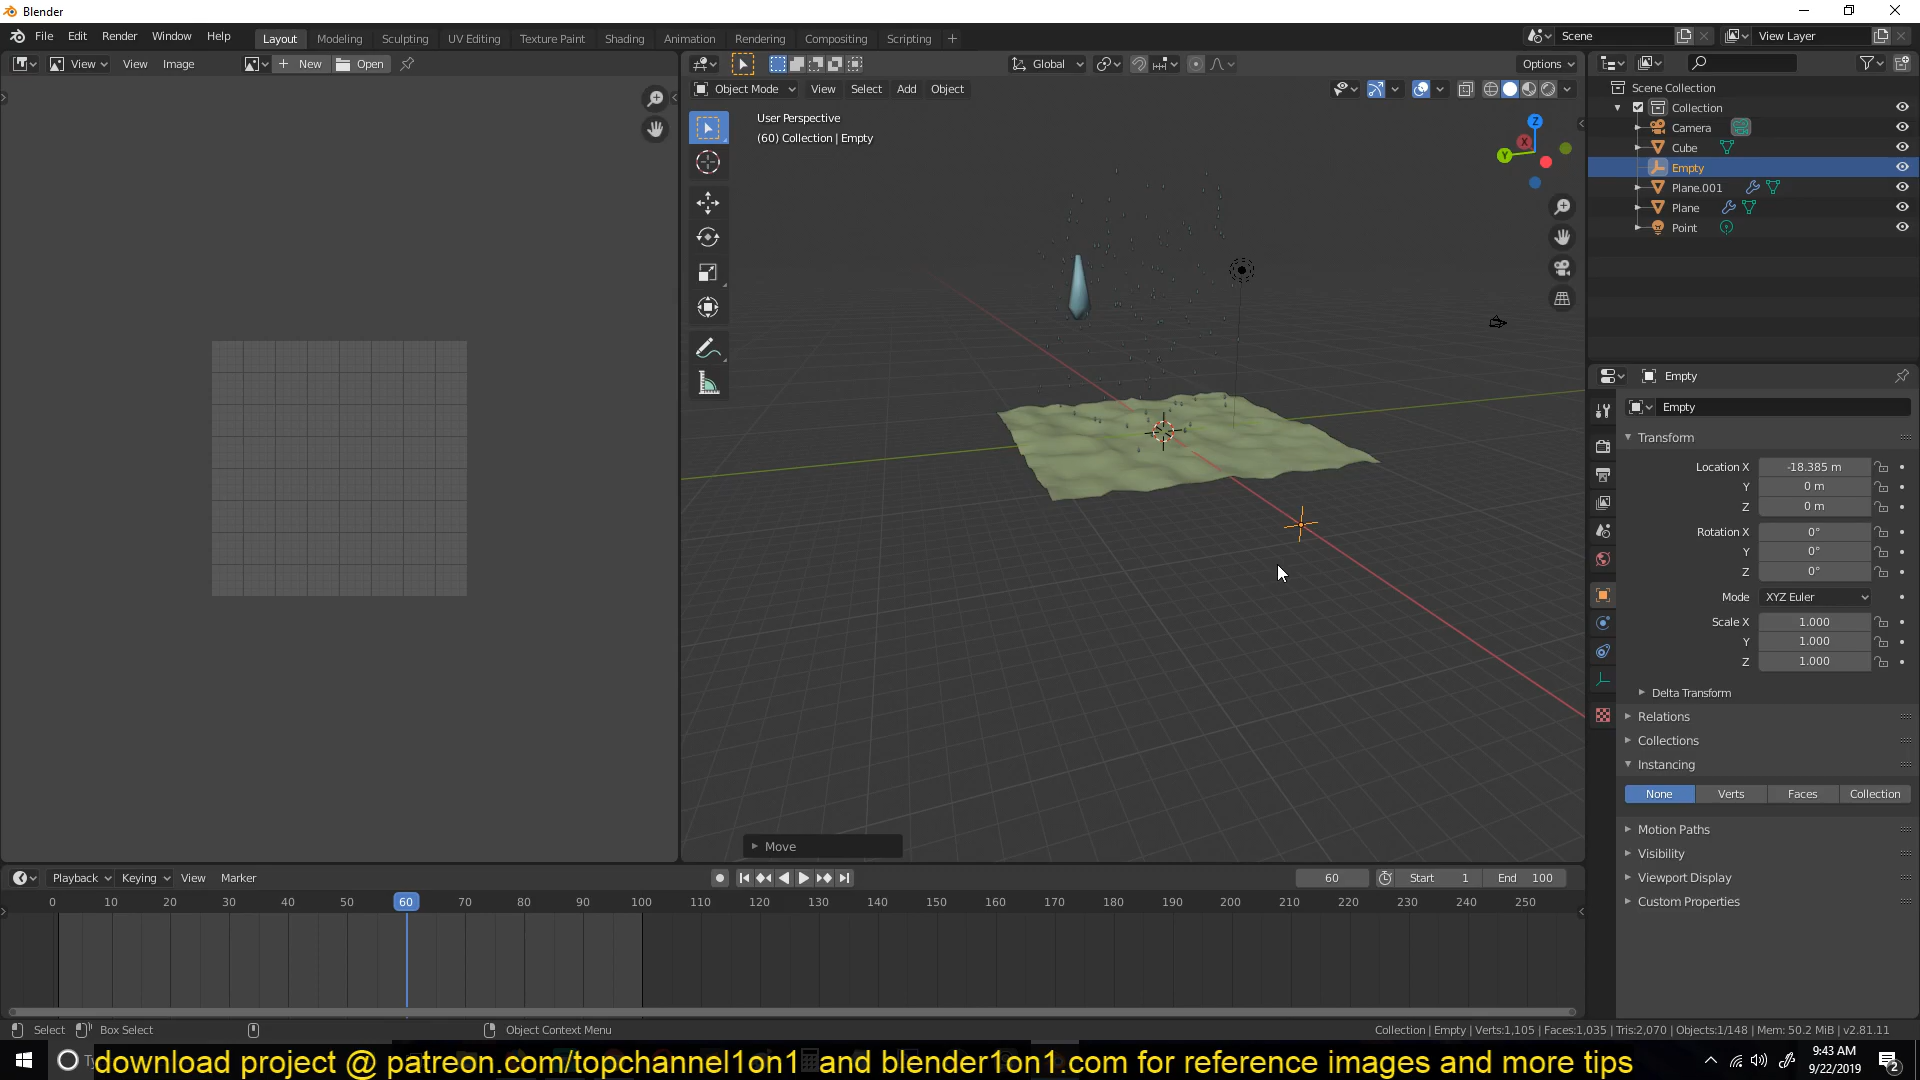 Blender
File Edit Render Window Help
Layout Modeling Sculpting UV Editing Texture Paint Shading Animation Rendering Compositing Scripting +
Scene
View Layer
View View Image
New
Open
Global
Options
Object Mode View Select Add Object
User Perspective
(60) Collection | Empty
Z
X
Y
Scene Collection
Collection
Camera
Cube
Empty
Plane.001
Plane
Point
Empty
Empty
Transform
Location X -18.385 m
Y 0 m
Z 0 m
Rotation X 0°
Y 0°
Z 0°
Mode XYZ Euler
Scale X 1.000
Y 1.000
Z 1.000
Delta Transform
Relations
Collections
Instancing
None Verts Faces Collection
Motion Paths
Visibility
Viewport Display
Custom Properties
Move
Playback Keying View Marker
60 Start 1 End 100
0 10 20 30 40 50 60 70 80 90 100 110 120 130 140 150 160 170 180 190 200 210 220 230 240 250
Select Box Select Object Context Menu
Collection | Empty | Verts:1,105 | Faces:1,035 | Tris:2,070 | Objects:1/148 | Mem: 50.2 MiB | v2.81.11
download project @ patreon.com/topchannel1on1 and blender1on1.com for reference images and more tips
9:43 AM
9/22/2019
2